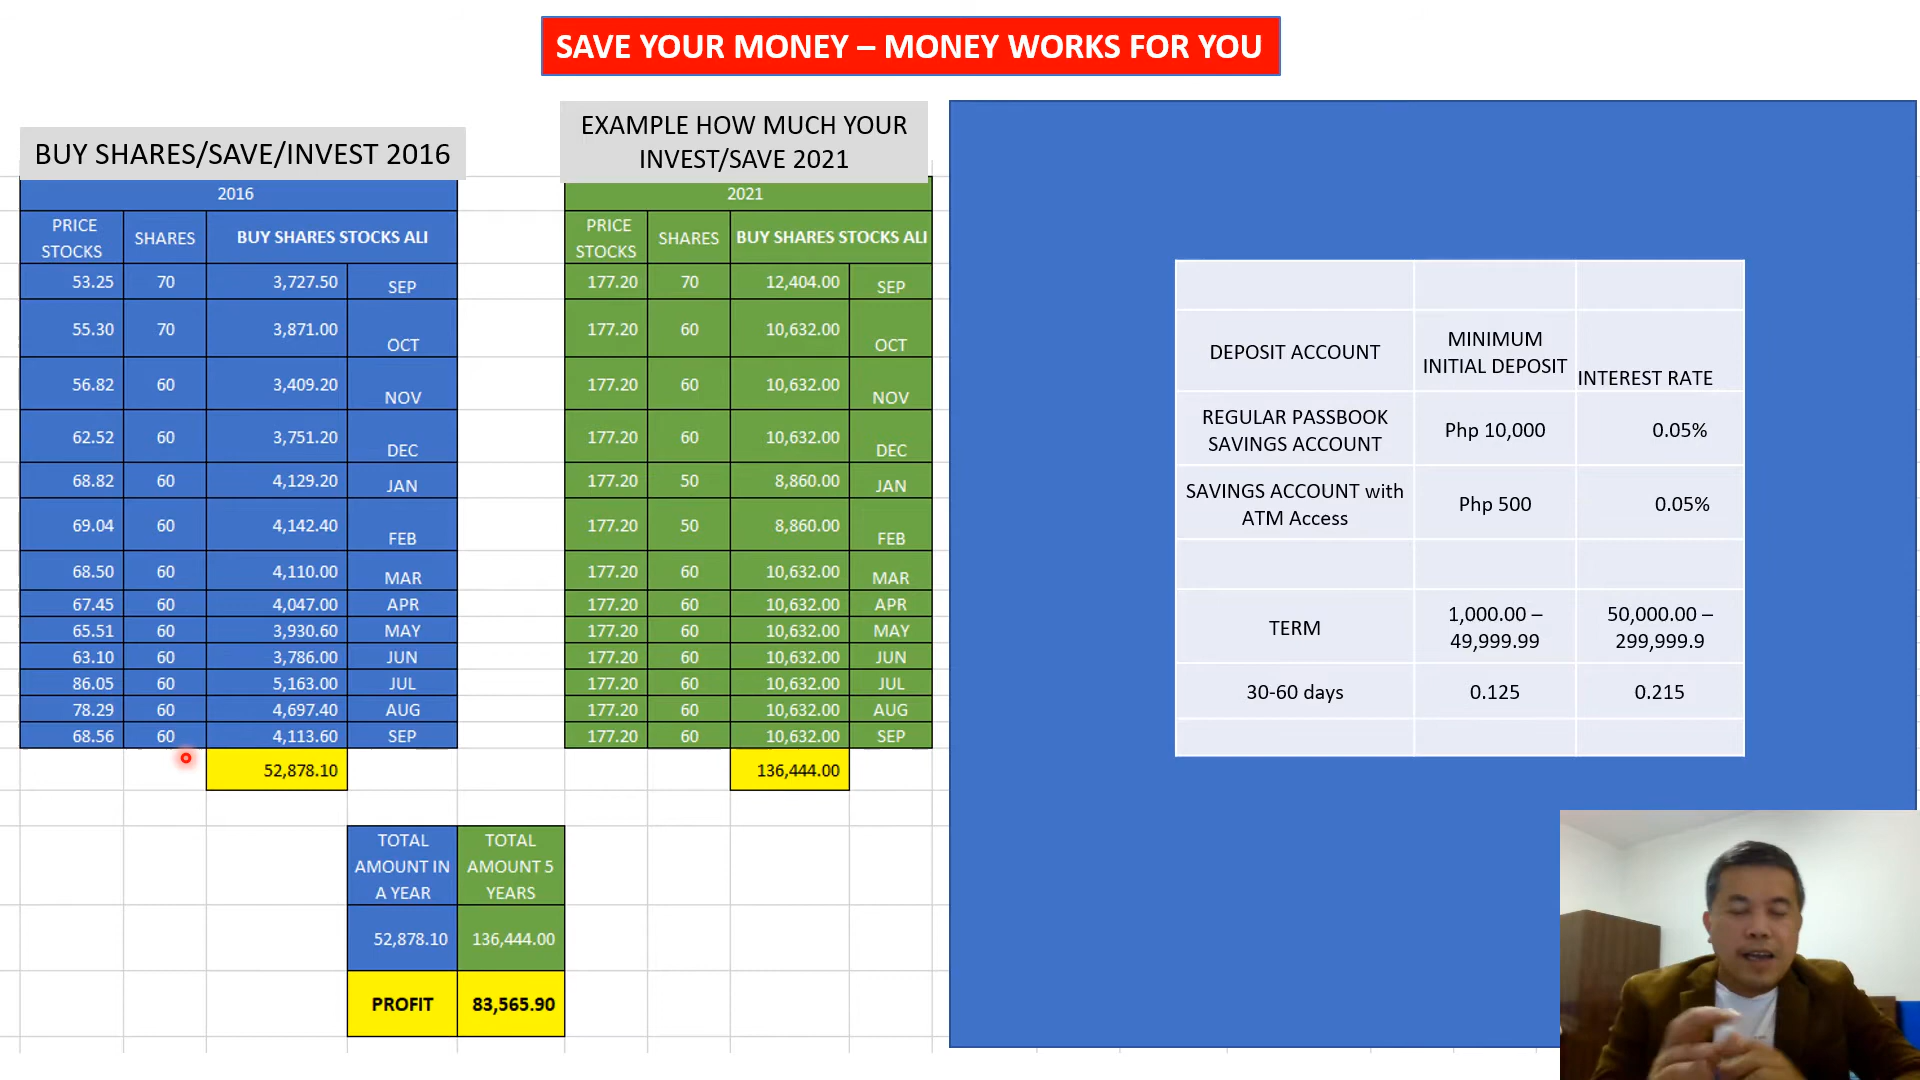 SAVE YOUR MONEY – MONEY WORKS FOR YOU
BUY SHARES/SAVE/INVEST 2016
2016
PRICE STOCKS SHARES BUY SHARES STOCKS ALI
53.25 70 3,727.50 SEP
55.30 70 3,871.00 OCT
56.82 60 3,409.20 NOV
62.52 60 3,751.20 DEC
68.82 60 4,129.20 JAN
69.04 60 4,142.40 FEB
68.50 60 4,110.00 MAR
67.45 60 4,047.00 APR
65.51 60 3,930.60 MAY
63.10 60 3,786.00 JUN
86.05 60 5,163.00 JUL
78.29 60 4,697.40 AUG
68.56 60 4,113.60 SEP
52,878.10
EXAMPLE HOW MUCH YOUR
INVEST/SAVE 2021
2021
PRICE STOCKS SHARES BUY SHARES STOCKS ALI
177.20 70 12,404.00 SEP
177.20 60 10,632.00 OCT
177.20 60 10,632.00 NOV
177.20 60 10,632.00 DEC
177.20 50 8,860.00 JAN
177.20 50 8,860.00 FEB
177.20 60 10,632.00 MAR
177.20 60 10,632.00 APR
177.20 60 10,632.00 MAY
177.20 60 10,632.00 JUN
177.20 60 10,632.00 JUL
177.20 60 10,632.00 AUG
177.20 60 10,632.00 SEP
136,444.00
TOTAL AMOUNT IN A YEAR TOTAL AMOUNT 5 YEARS
52,878.10 136,444.00
PROFIT 83,565.90
DEPOSIT ACCOUNT MINIMUM INITIAL DEPOSIT INTEREST RATE
REGULAR PASSBOOK SAVINGS ACCOUNT Php 10,000 0.05%
SAVINGS ACCOUNT with ATM Access Php 500 0.05%
TERM 1,000.00 – 49,999.99 50,000.00 – 299,999.9
30-60 days 0.125 0.215